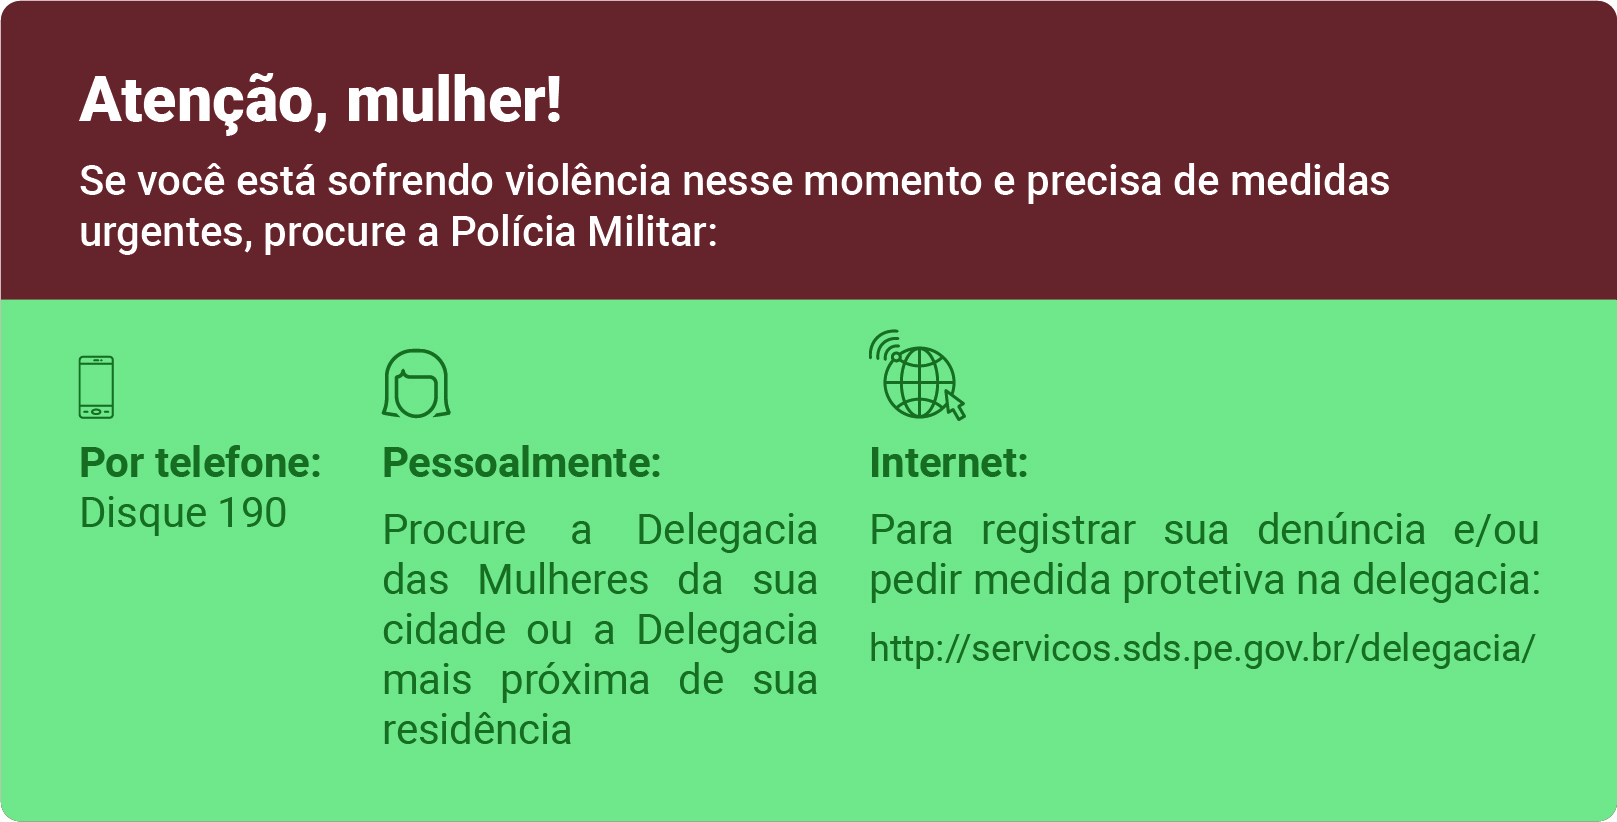 Atenção, mulher!
Se você está sofrendo violência nesse momento e precisa de medidas
urgentes, procure a Polícia Militar:
Por telefone:
Disque 190
Pessoalmente:
Procure a Delegacia
das Mulheres da sua
cidade ou a Delegacia
mais próxima de sua
residência
Internet:
Para registrar sua denúncia e/ou
pedir medida protetiva na delegacia:
http://servicos.sds.pe.gov.br/delegacia/